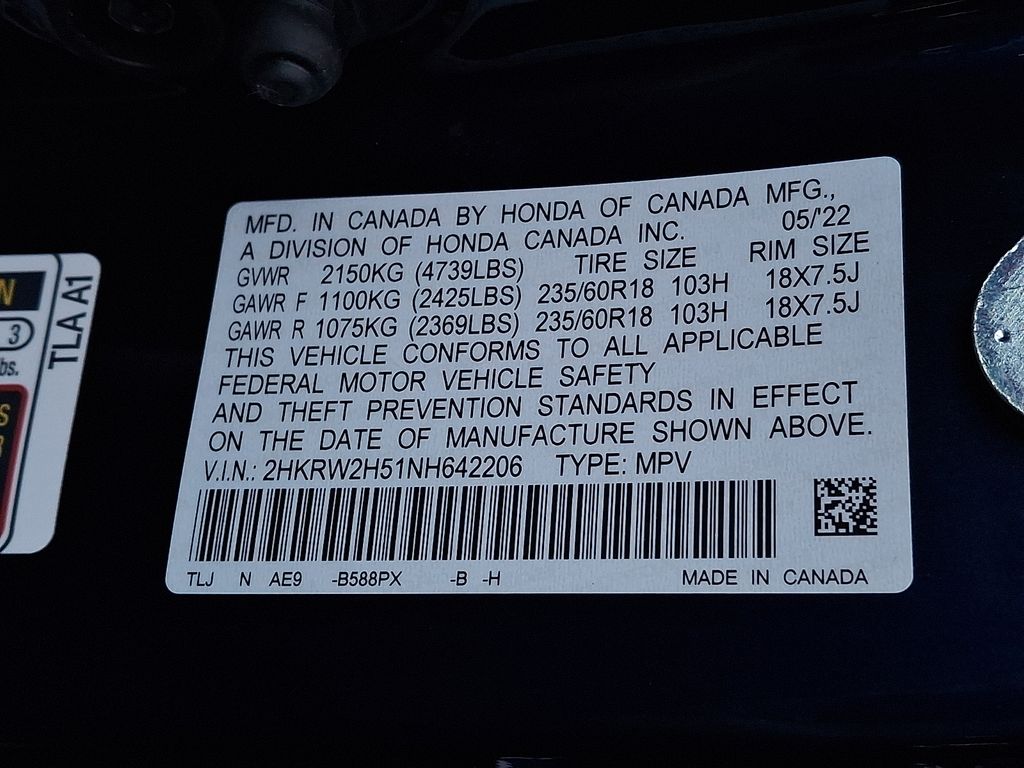 MFD. IN CANADA BY HONDA OF CANADA MFG.,
A DIVISION OF HONDA CANADA INC. 05/'22
GVWR 2150KG (4739LBS) TIRE SIZE RIM SIZE
GAWR F 1100KG (2425LBS) 235/60R18 103H 18X7.5J
GAWR R 1075KG (2369LBS) 235/60R18 103H 18X7.5J
THIS VEHICLE CONFORMS TO ALL APPLICABLE
FEDERAL MOTOR VEHICLE SAFETY
AND THEFT PREVENTION STANDARDS IN EFFECT
ON THE DATE OF MANUFACTURE SHOWN ABOVE.
V.I.N.: 2HKRW2H51NH642206 TYPE: MPV
TLJ N AE9 -B588PX -B -H MADE IN CANADA
N
3
bs.
S
TLA A1